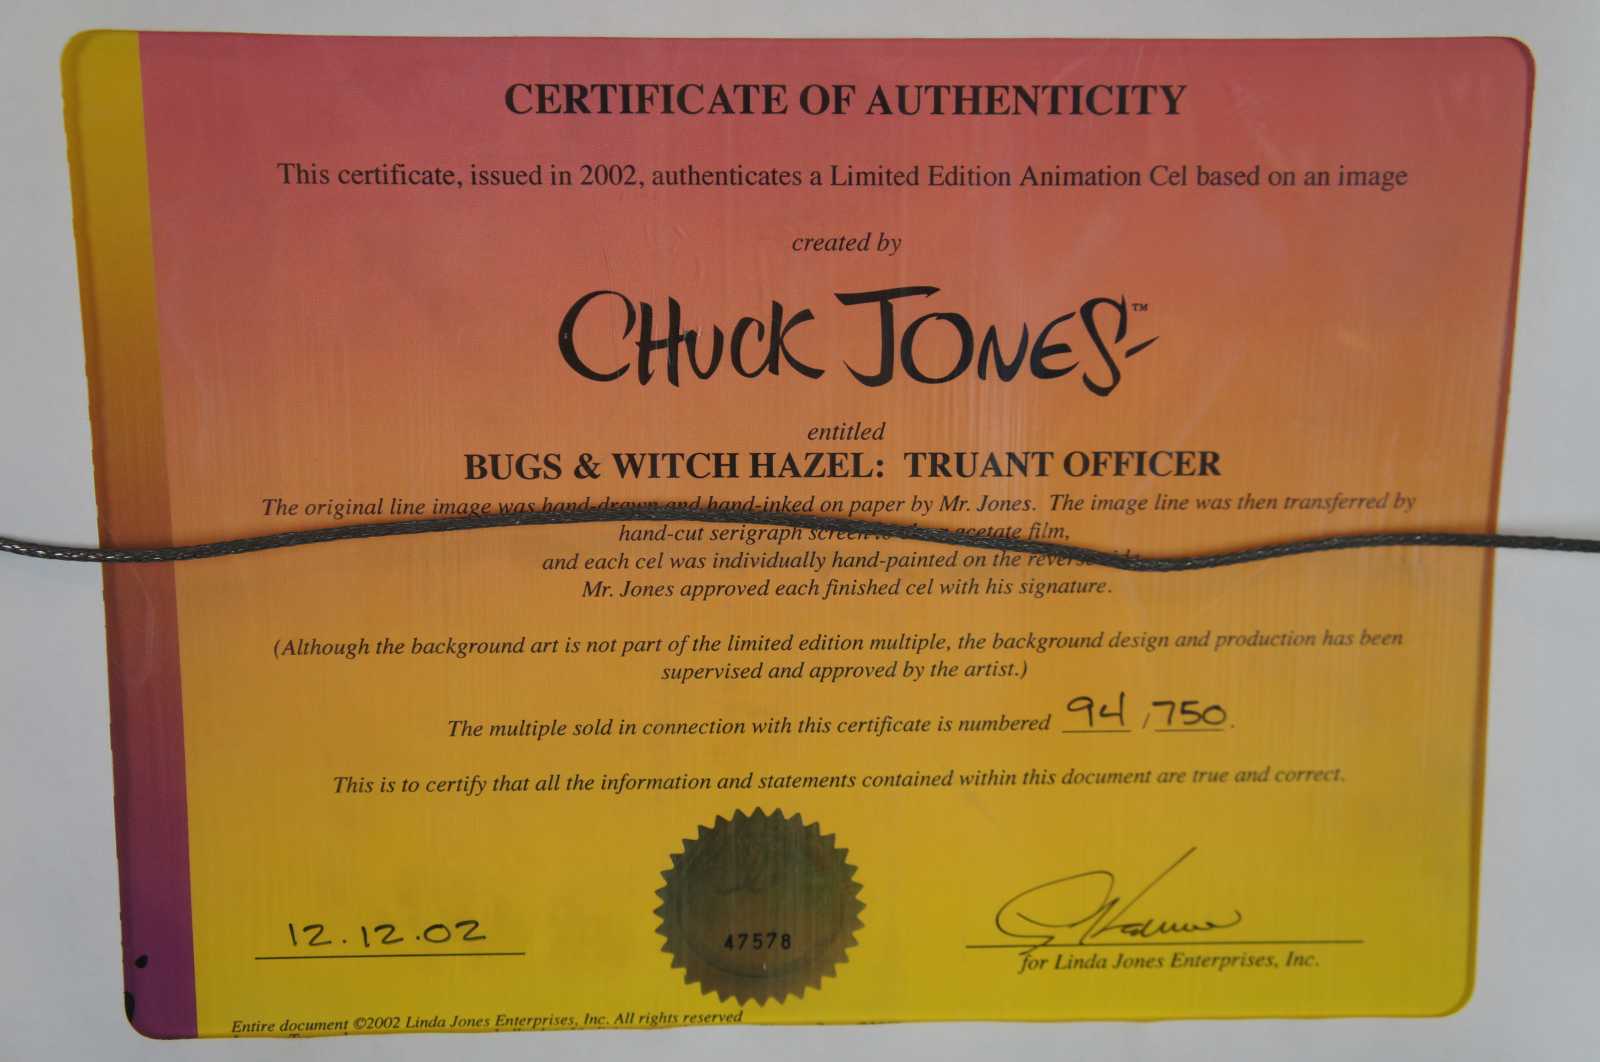 CERTIFICATE OF AUTHENTICITY
This certificate, issued in 2002, authenticates a Limited Edition Animation Cel based on an image
created by
CHUCK JONES™
entitled
BUGS & WITCH HAZEL: TRUANT OFFICER
The original line image was hand-drawn and hand-inked on paper by Mr. Jones. The image line was then transferred by
hand-cut serigraph screen acetate film,
and each cel was individually hand-painted on the reverse
Mr. Jones approved each finished cel with his signature.
(Although the background art is not part of the limited edition multiple, the background design and production has been
supervised and approved by the artist.)
The multiple sold in connection with this certificate is numbered 94 / 750.
This is to certify that all the information and statements contained within this document are true and correct.
47578
12.12.02
for Linda Jones Enterprises, Inc.
Entire document ©2002 Linda Jones Enterprises, Inc. All rights reserved